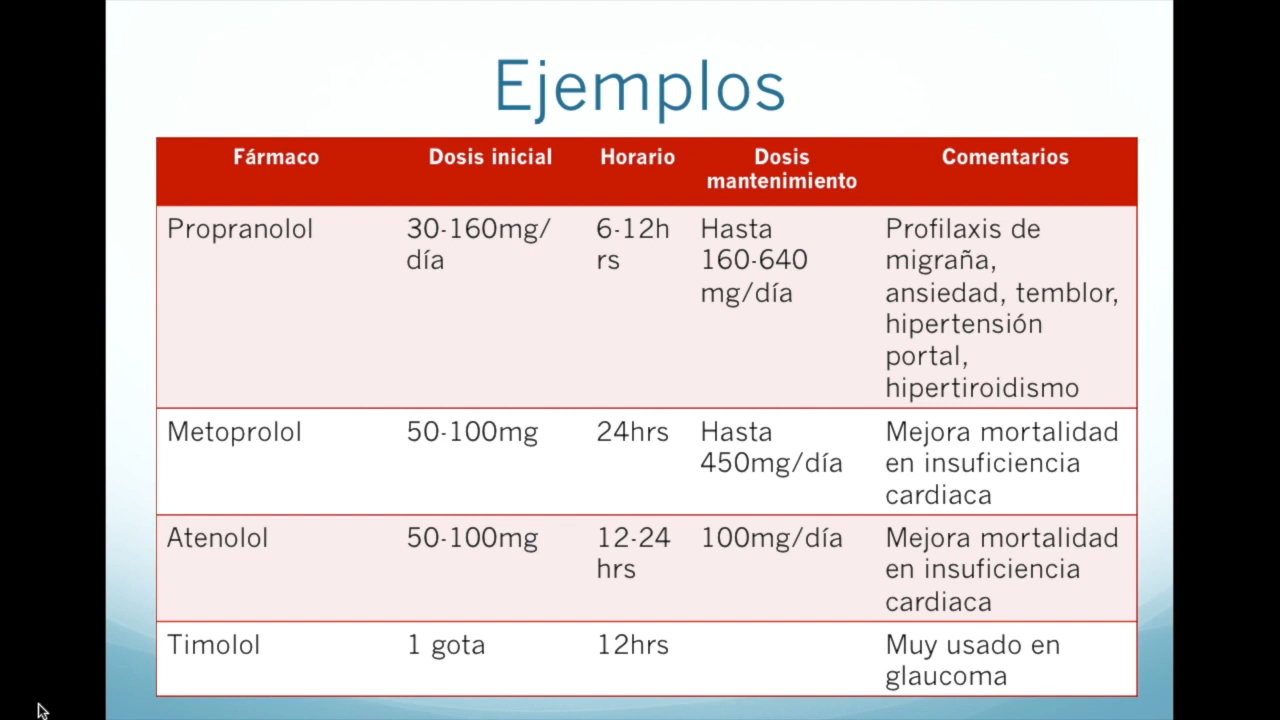 Ejemplos
Fármaco Dosis inicial Horario Dosis mantenimiento Comentarios
Propranolol 30-160mg/ 6-12h Hasta Profilaxis de
día rs 160-640 migraña,
mg/día ansiedad, temblor,
hipertensión
portal,
hipertiroidismo
Metoprolol 50-100mg 24hrs Hasta Mejora mortalidad
450mg/día en insuficiencia
cardiaca
Atenolol 50-100mg 12-24 100mg/día Mejora mortalidad
hrs en insuficiencia
cardiaca
Timolol 1 gota 12hrs Muy usado en
glaucoma